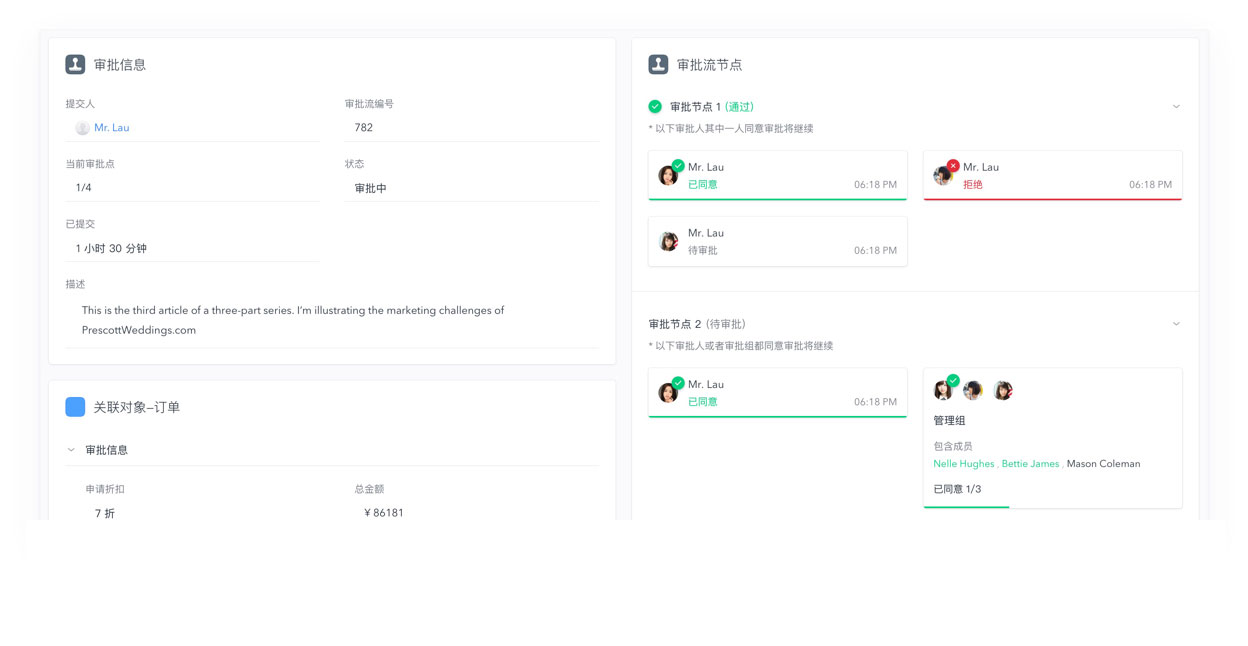 审批信息
提交人
Mr. Lau
审批流编号
782
当前审批点
1/4
状态
审批中
已提交
1 小时 30 分钟
描述
This is the third article of a three-part series. I’m illustrating the marketing challenges of
PrescottWeddings.com
关联对象–订单
审批信息
申请折扣
7 折
总金额
¥ 86181
审批流节点
审批节点 1 (通过)
* 以下审批人其中一人同意审批将继续
Mr. Lau
已同意 06:18 PM
Mr. Lau
拒绝 06:18 PM
Mr. Lau
待审批 06:18 PM
审批节点 2 (待审批)
* 以下审批人或者审批组都同意审批将继续
Mr. Lau
已同意 06:18 PM
管理组
包含成员
Nelle Hughes , Bettie James , Mason Coleman
已同意 1/3